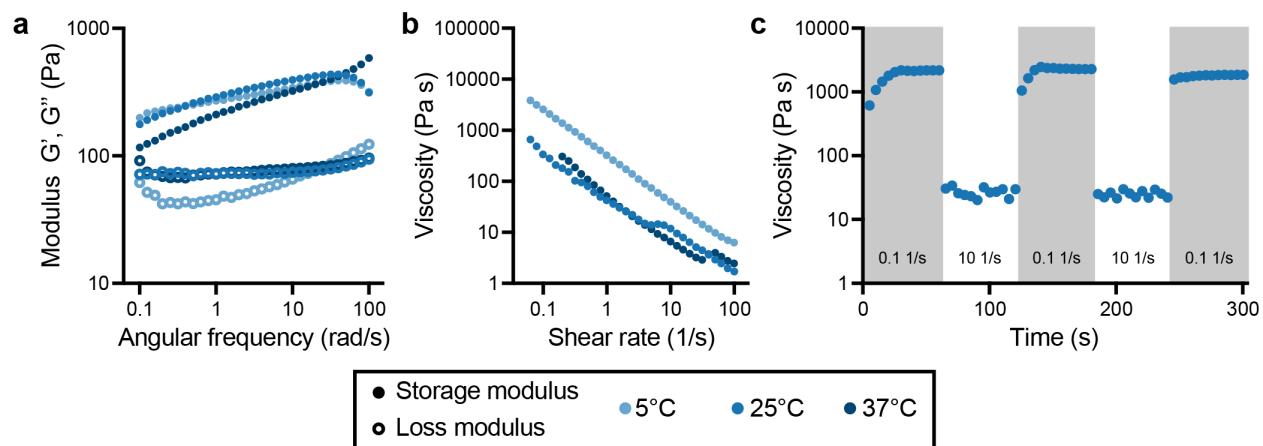 a
Modulus G', G” (Pa)
1000
100
10
0.1
1
10
100
Angular frequency (rad/s)
b
Viscosity (Pa s)
100000
10000
1000
100
10
1
0.1
1
10
100
Shear rate (1/s)
c
Viscosity (Pa s)
10000
1000
100
10
1
0.1 1/s
10 1/s
0.1 1/s
10 1/s
0.1 1/s
0
100
200
300
Time (s)
Storage modulus
Loss modulus
5°C
25°C
37°C